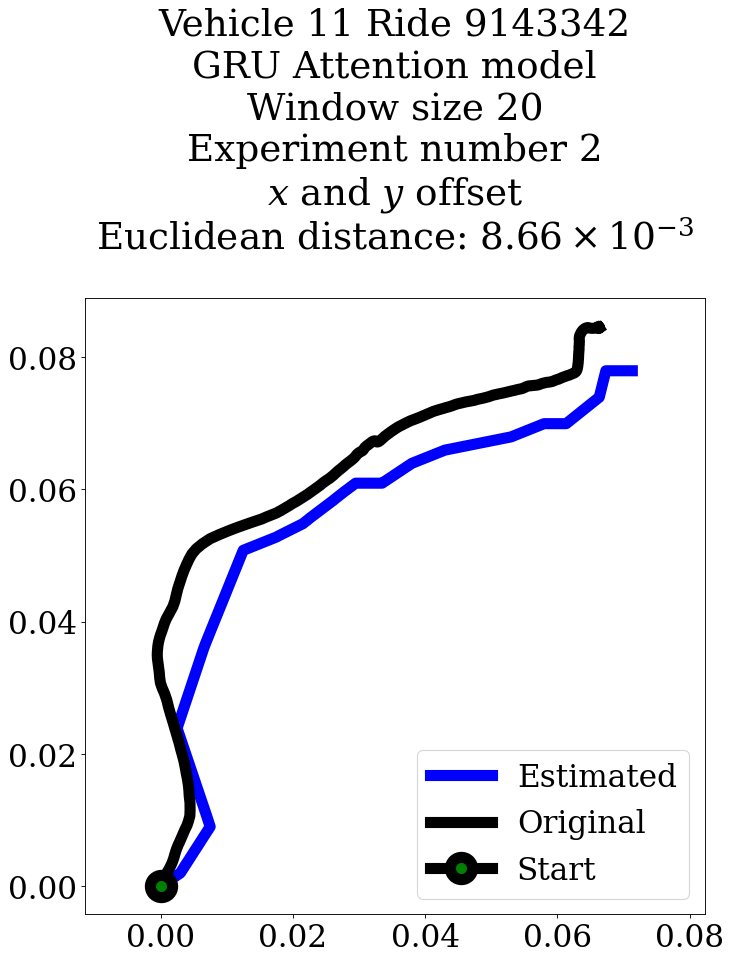 Vehicle 11 Ride 9143342
GRU Attention model
Window size 20
Experiment number 2
x and y offset
Euclidean distance: 8.66 × 10⁻³
0.08
0.06
0.04
0.02
0.00
Estimated
Original
Start
0.00 0.02 0.04 0.06 0.08